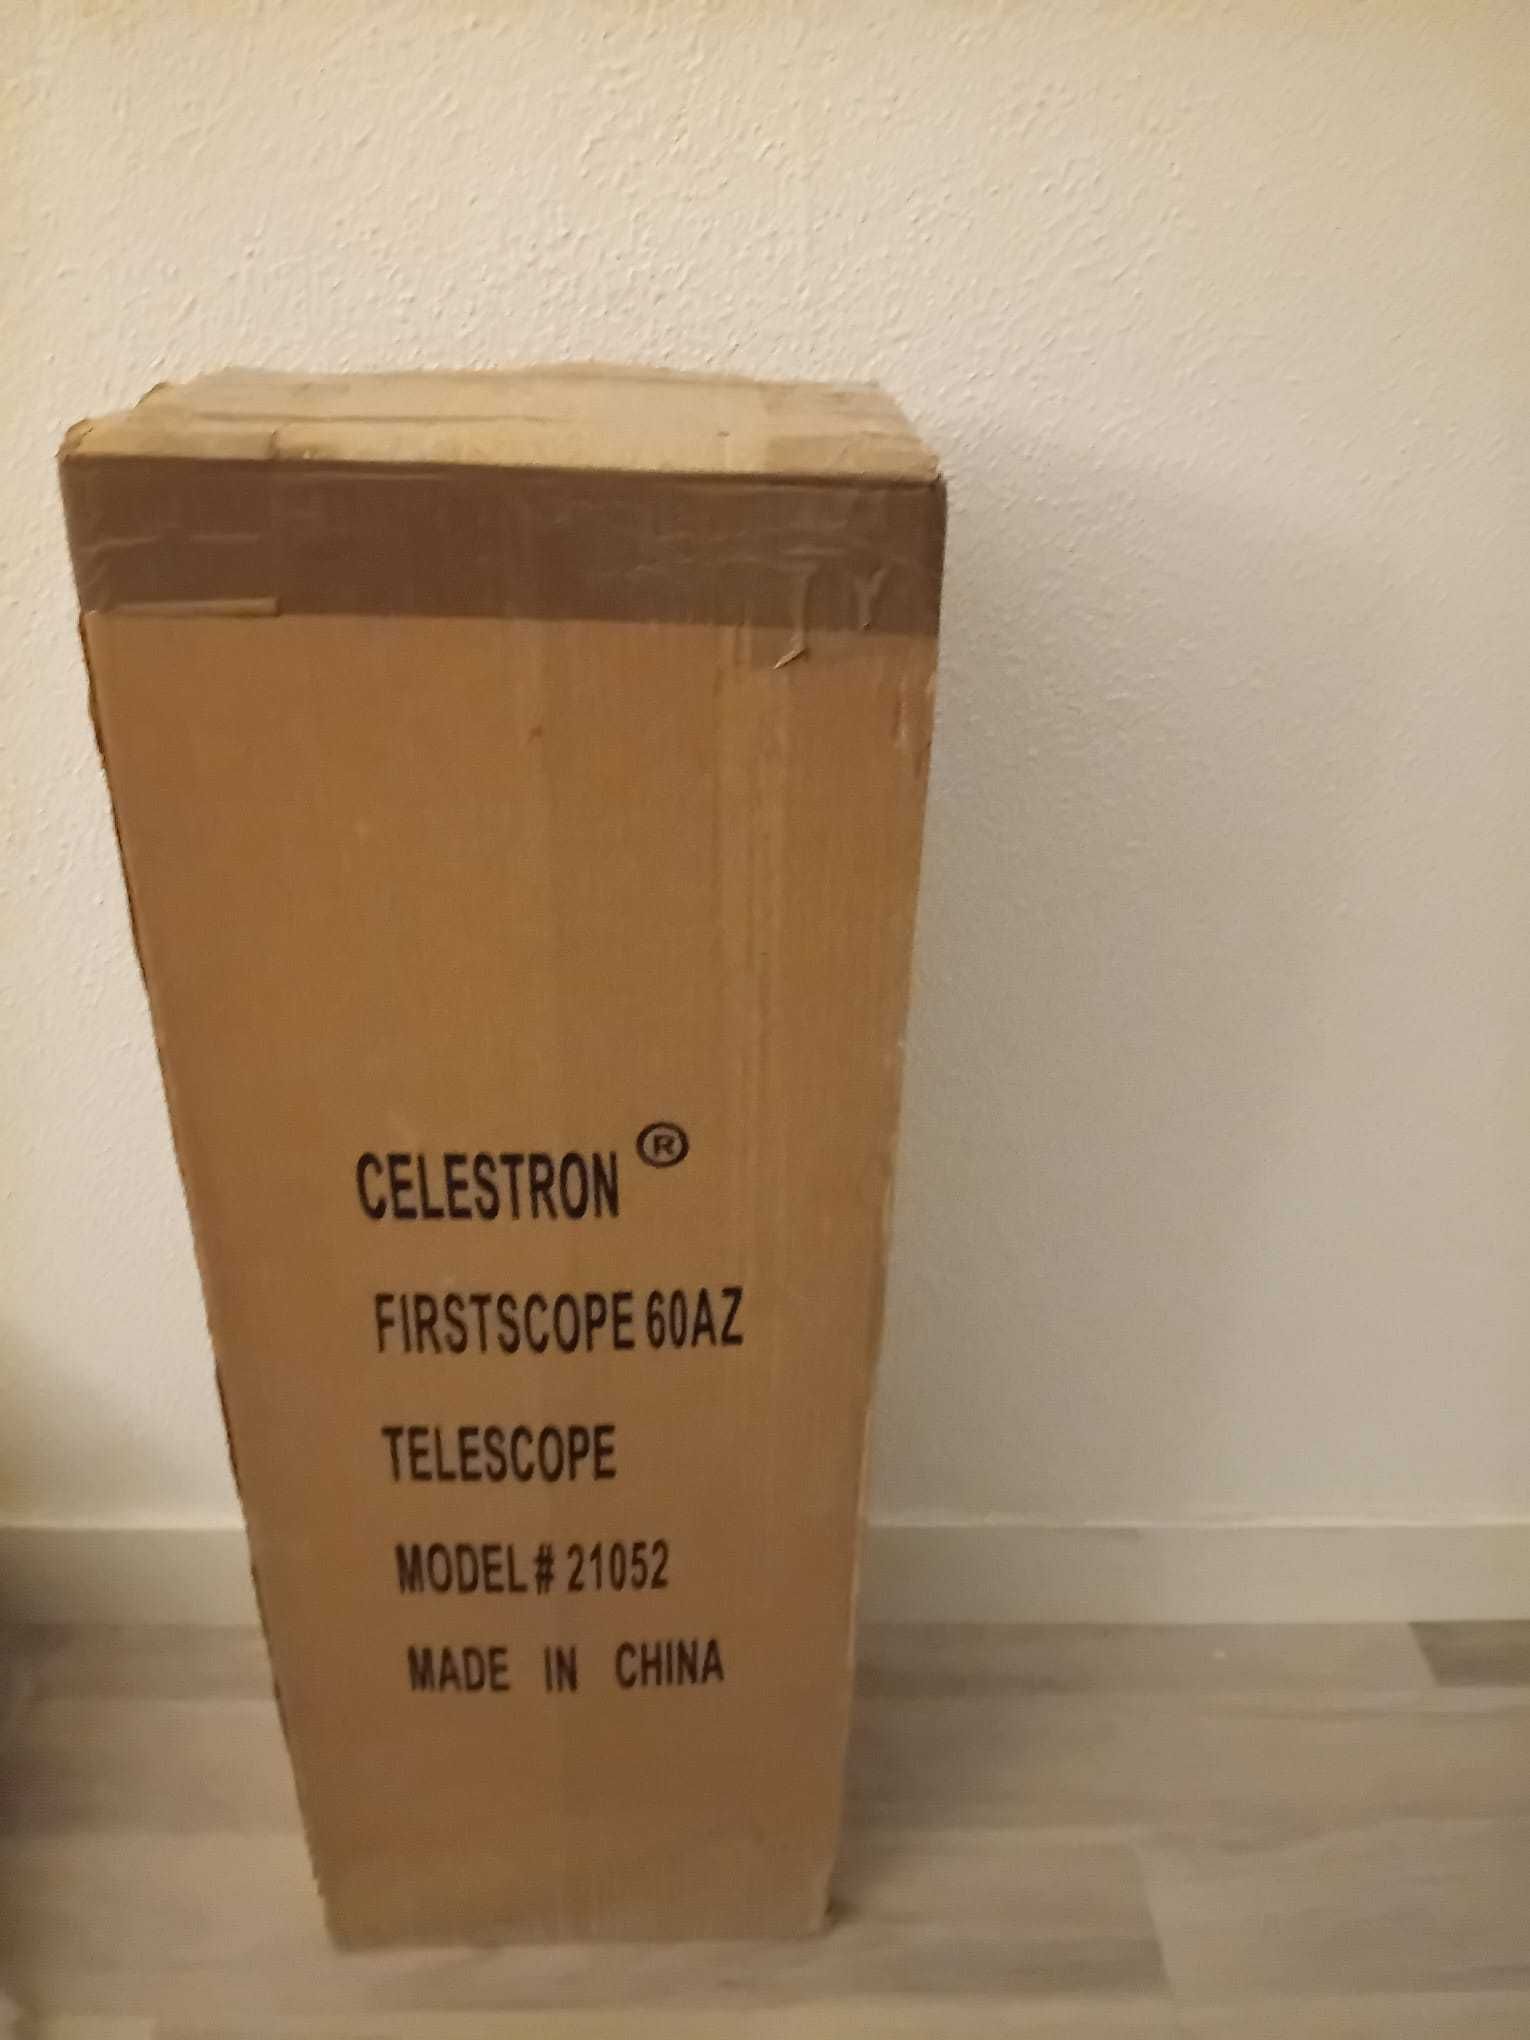 CELESTRON ®
FIRSTSCOPE 60AZ
TELESCOPE
MODEL # 21052
MADE IN CHINA